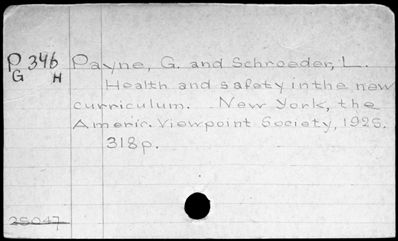 P 346 Payne, G. and Schroeder, L.
G H Health and safety in the new
curriculum. New York, the
Americ. Viewpoint Society, 1925.
318p.
25047